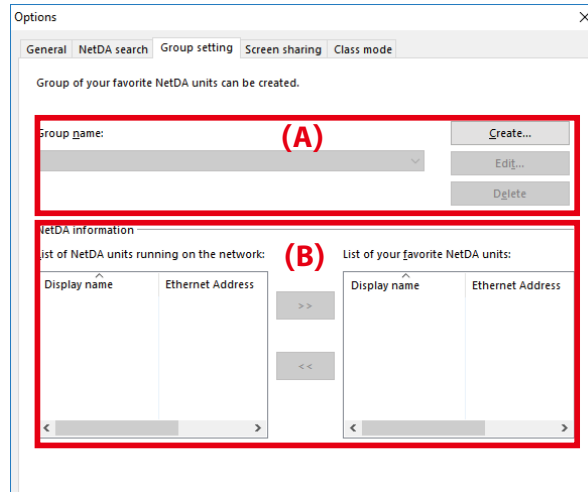 Options
General NetDA search Group setting Screen sharing Class mode
Group of your favorite NetDA units can be created.
Group name:
(A)
Create...
Edit...
Delete
NetDA information
List of NetDA units running on the network:
(B)
List of your favorite NetDA units:
Display name Ethernet Address
>>
<<
Display name Ethernet Address